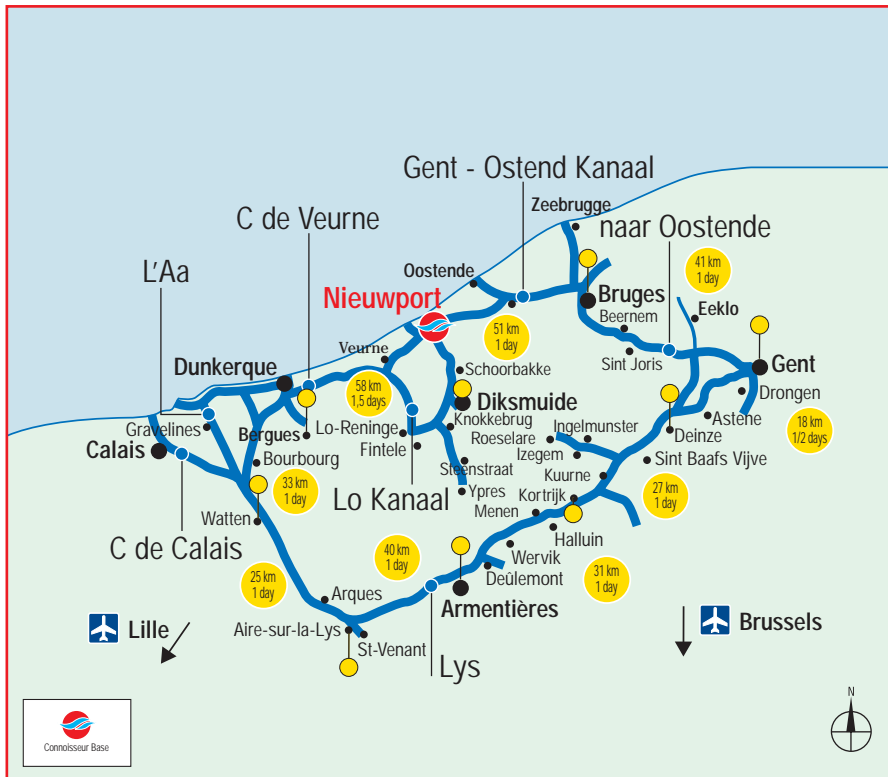 Gent - Ostend Kanaal
Zeebrugge
C de Veurne
naar Oostende
L'Aa
Oostende
41 km
1 day
Nieuwport
Bruges
Eeklo
Beernem
51 km
1 day
Veurne
Sint Joris
Dunkerque
Schoorbakke
Gent
58 km
1,5 days
Diksmuide
Drongen
Gravelines
Lo-Reninge
Knokkebrug
Astene
Bergues
Roeselare
Ingelmunster
Deinze
18 km
1/2 days
Calais
Fintele
Izegem
Bourbourg
Steenstraat
Sint Baafs Vijve
33 km
1 day
Kuurne
Lo Kanaal
Ypres
Kortrijk
27 km
1 day
Watten
Menen
C de Calais
Halluin
40 km
1 day
Wervik
Deûlemont
31 km
1 day
25 km
1 day
Arques
Armentières
Lille
Aire-sur-la-Lys
Brussels
St-Venant
Lys
N
Connoisseur Base